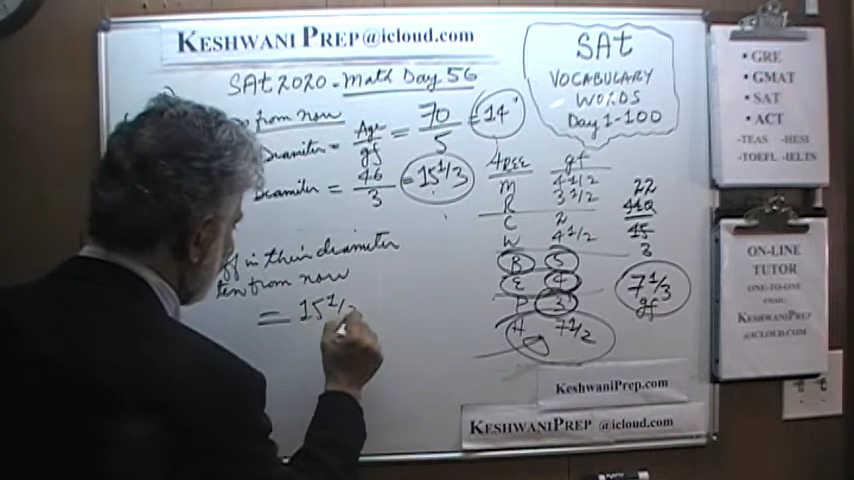 KESHWANI PREP@icloud.com
SAt 2020 - Math Day 56
from now
Diameter = Age/gf = 70/5 = 14"
Diameter = 46/3 = 15 1/3
in their diameter
ten from now
= 15 1/3
SAt
VOCABULARY
WORDS
Day 1-100
gf
M 4 1/2
R 3 1/2
C 2
W 4 1/2
B 5
E 4
P 3
A 7 1/2
22
15
3
7 1/3
gf
KESHWANIPREP.com
KESHWANIPREP @icloud.com
• GRE
• GMAT
• SAT
• ACT
-TEAS -HESI
-TOEFL -IELTS
ON-LINE
TUTOR
ONE-TO-ONE
EMAIL:
KESHWANIPREP
@ICLOUD.COM